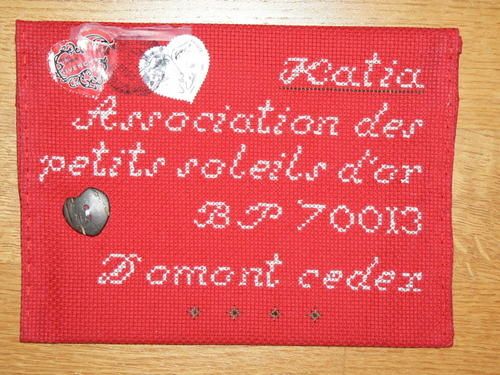 Katia
Association des
petits soleils d'or
BP 70013
Domont cedex